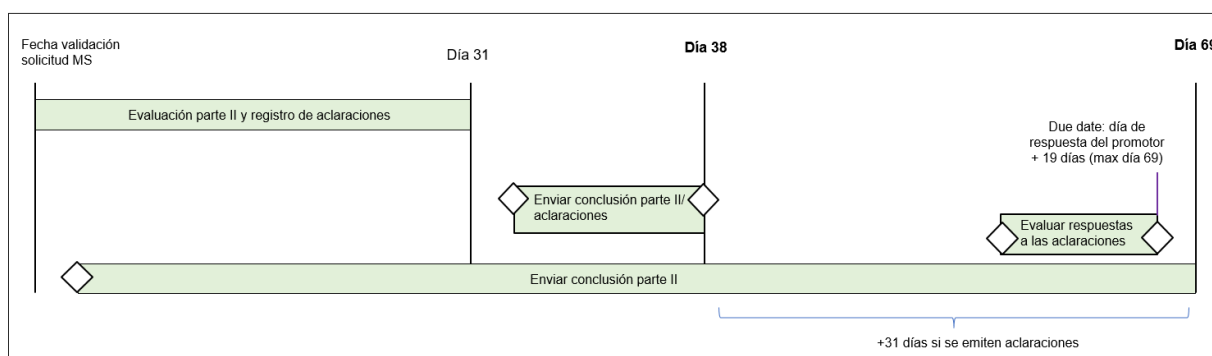 Fecha validación
solicitud MS
Día 31
Día 38
Día 69
Evaluación parte II y registro de aclaraciones
Due date: día de
respuesta del promotor
+ 19 días (max día 69)
Enviar conclusión parte II/
aclaraciones
Evaluar respuestas
a las aclaraciones
Enviar conclusión parte II
+31 días si se emiten aclaraciones